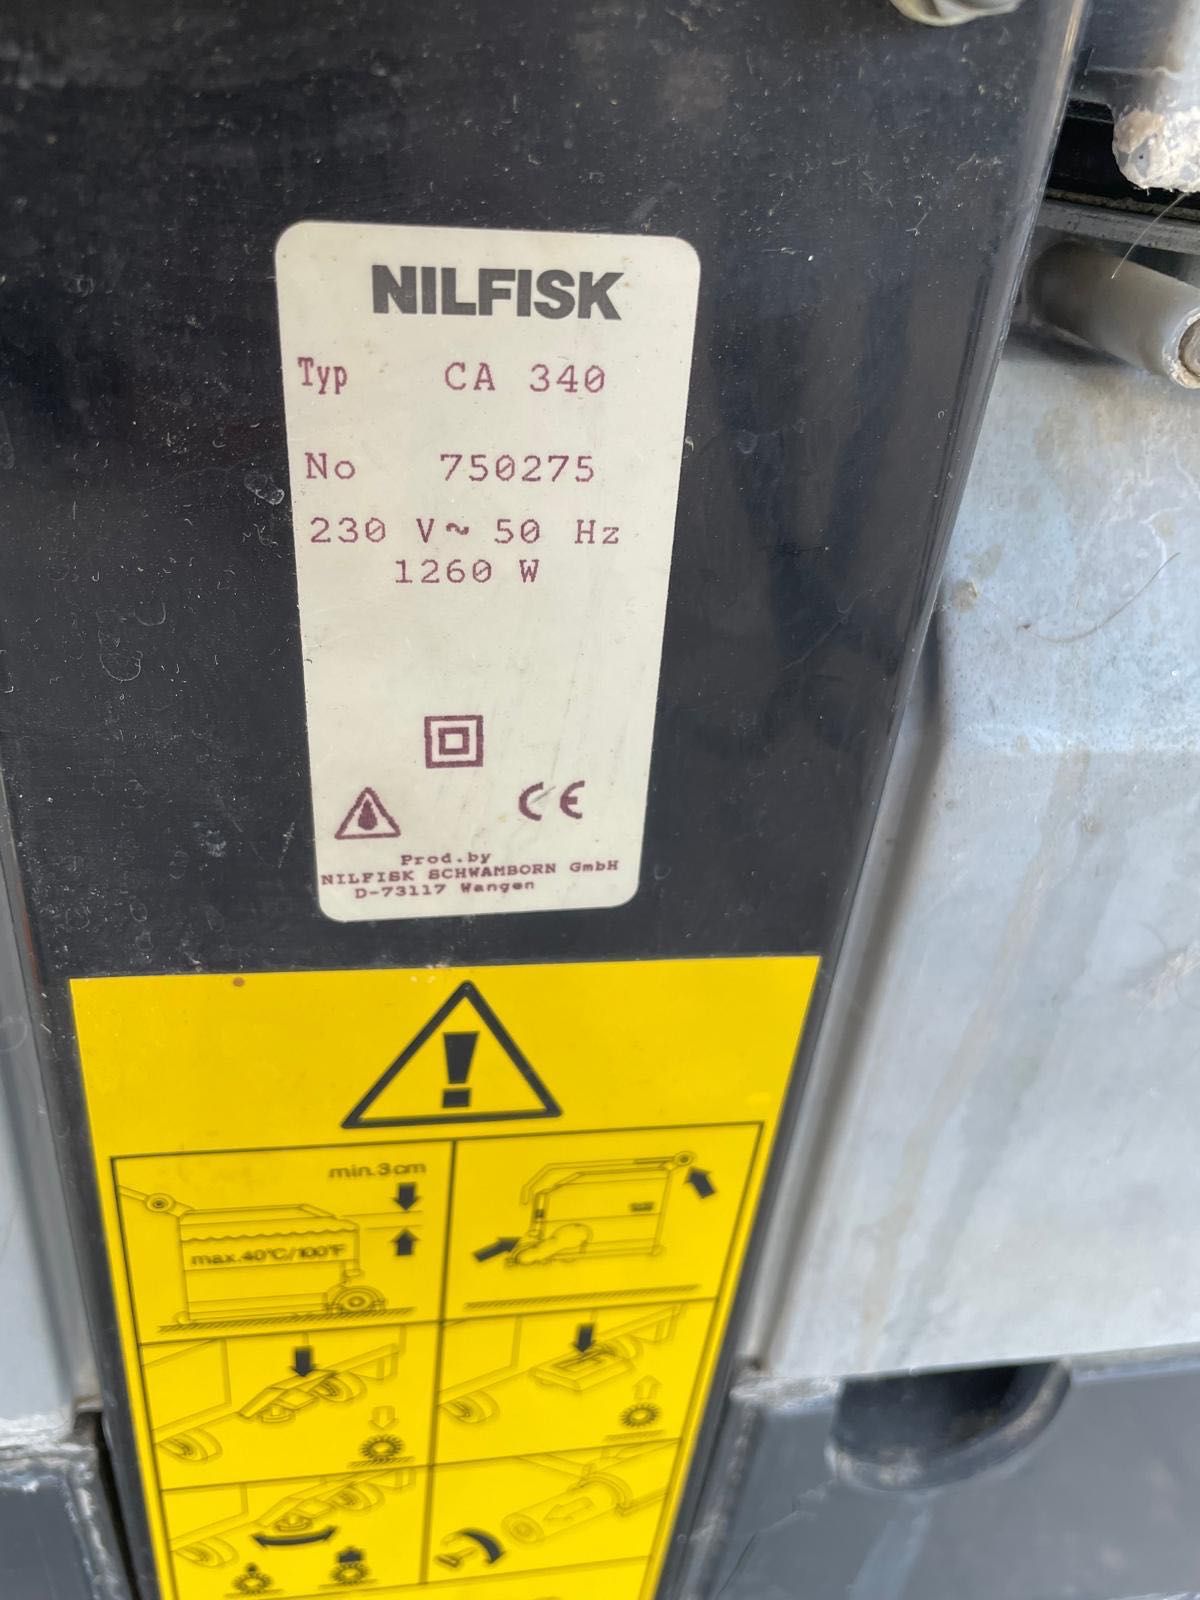 NILFISK
Typ CA 340
No 750275
230 V~ 50 Hz
1260 W
CE
Prod.by
NILFISK SCHWAMBORN GmbH
D-73117 Wangen
!
min.3cm
max.40°C/100°F